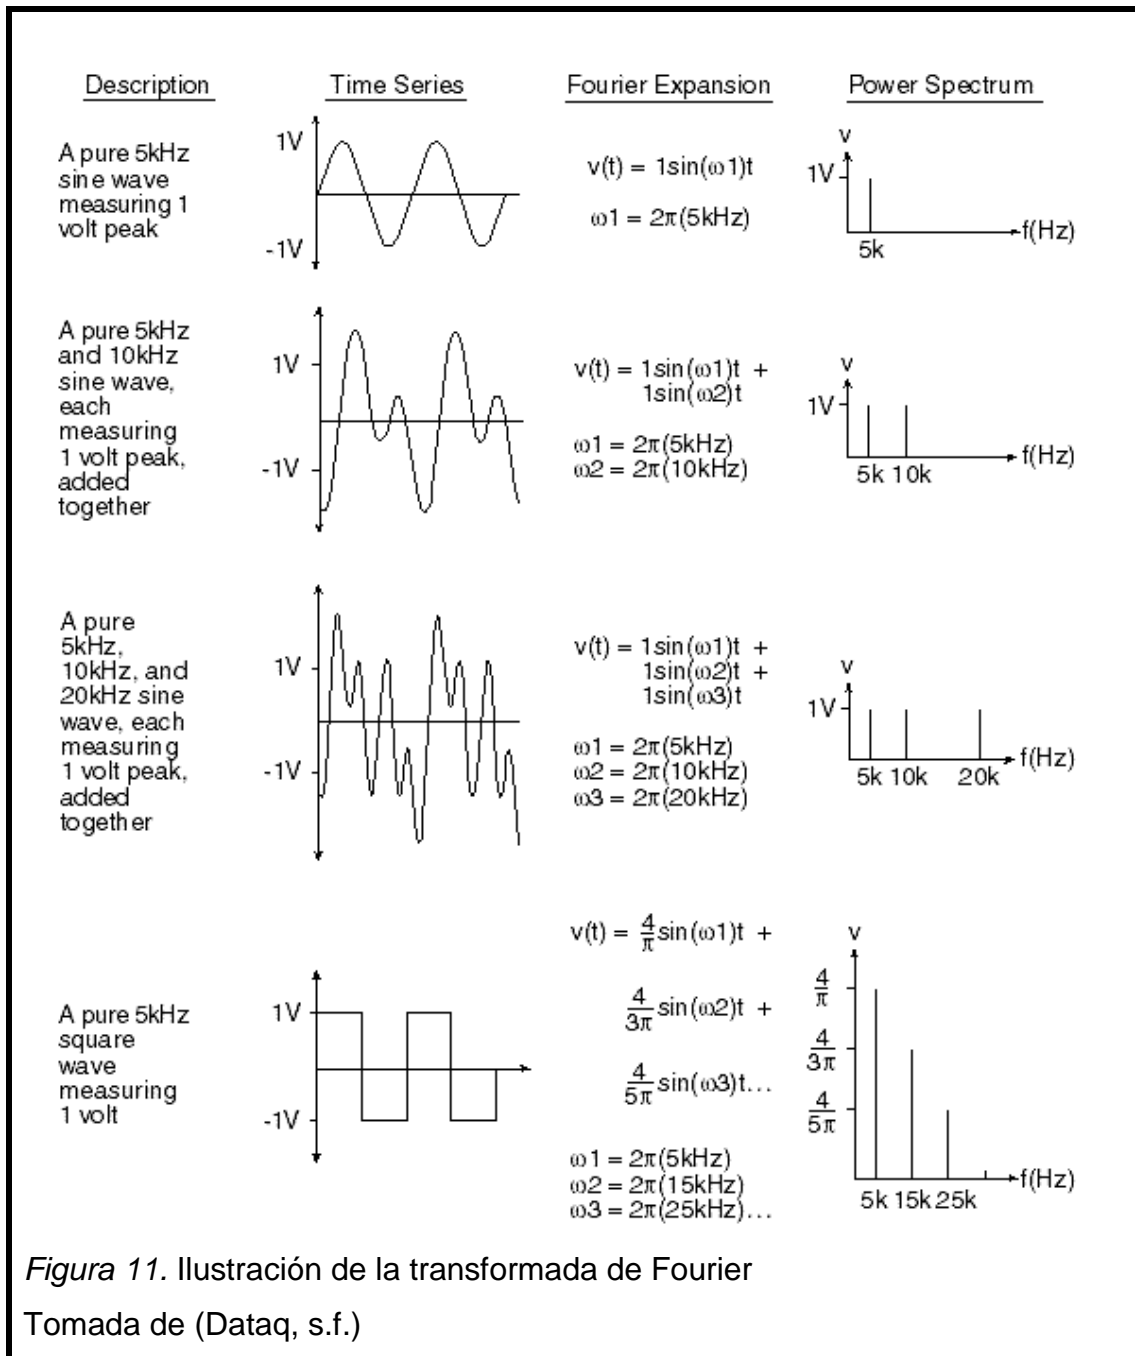 Description Time Series Fourier Expansion Power Spectrum
A pure 5kHz
sine wave
measuring 1
volt peak
1V
-1V
v(t) = 1sin(ω1)t
ω1 = 2π(5kHz)
v
1V
f(Hz)
5k
A pure 5kHz
and 10kHz
sine wave,
each
measuring
1 volt peak,
added
together
1V
-1V
v(t) = 1sin(ω1)t +
1sin(ω2)t
ω1 = 2π(5kHz)
ω2 = 2π(10kHz)
v
1V
f(Hz)
5k 10k
A pure
5kHz,
10kHz, and
20kHz sine
wave, each
measuring
1 volt peak,
added
together
1V
-1V
v(t) = 1sin(ω1)t +
1sin(ω2)t +
1sin(ω3)t
ω1 = 2π(5kHz)
ω2 = 2π(10kHz)
ω3 = 2π(20kHz)
v
1V
f(Hz)
5k 10k 20k
A pure 5kHz
square
wave
measuring
1 volt
1V
-1V
v(t) = 4/π sin(ω1)t +
4/3π sin(ω2)t +
4/5π sin(ω3)t...
ω1 = 2π(5kHz)
ω2 = 2π(15kHz)
ω3 = 2π(25kHz)...
v
4/π
4/3π
4/5π
f(Hz)
5k 15k 25k
Figura 11. Ilustración de la transformada de Fourier
Tomada de (Dataq, s.f.)